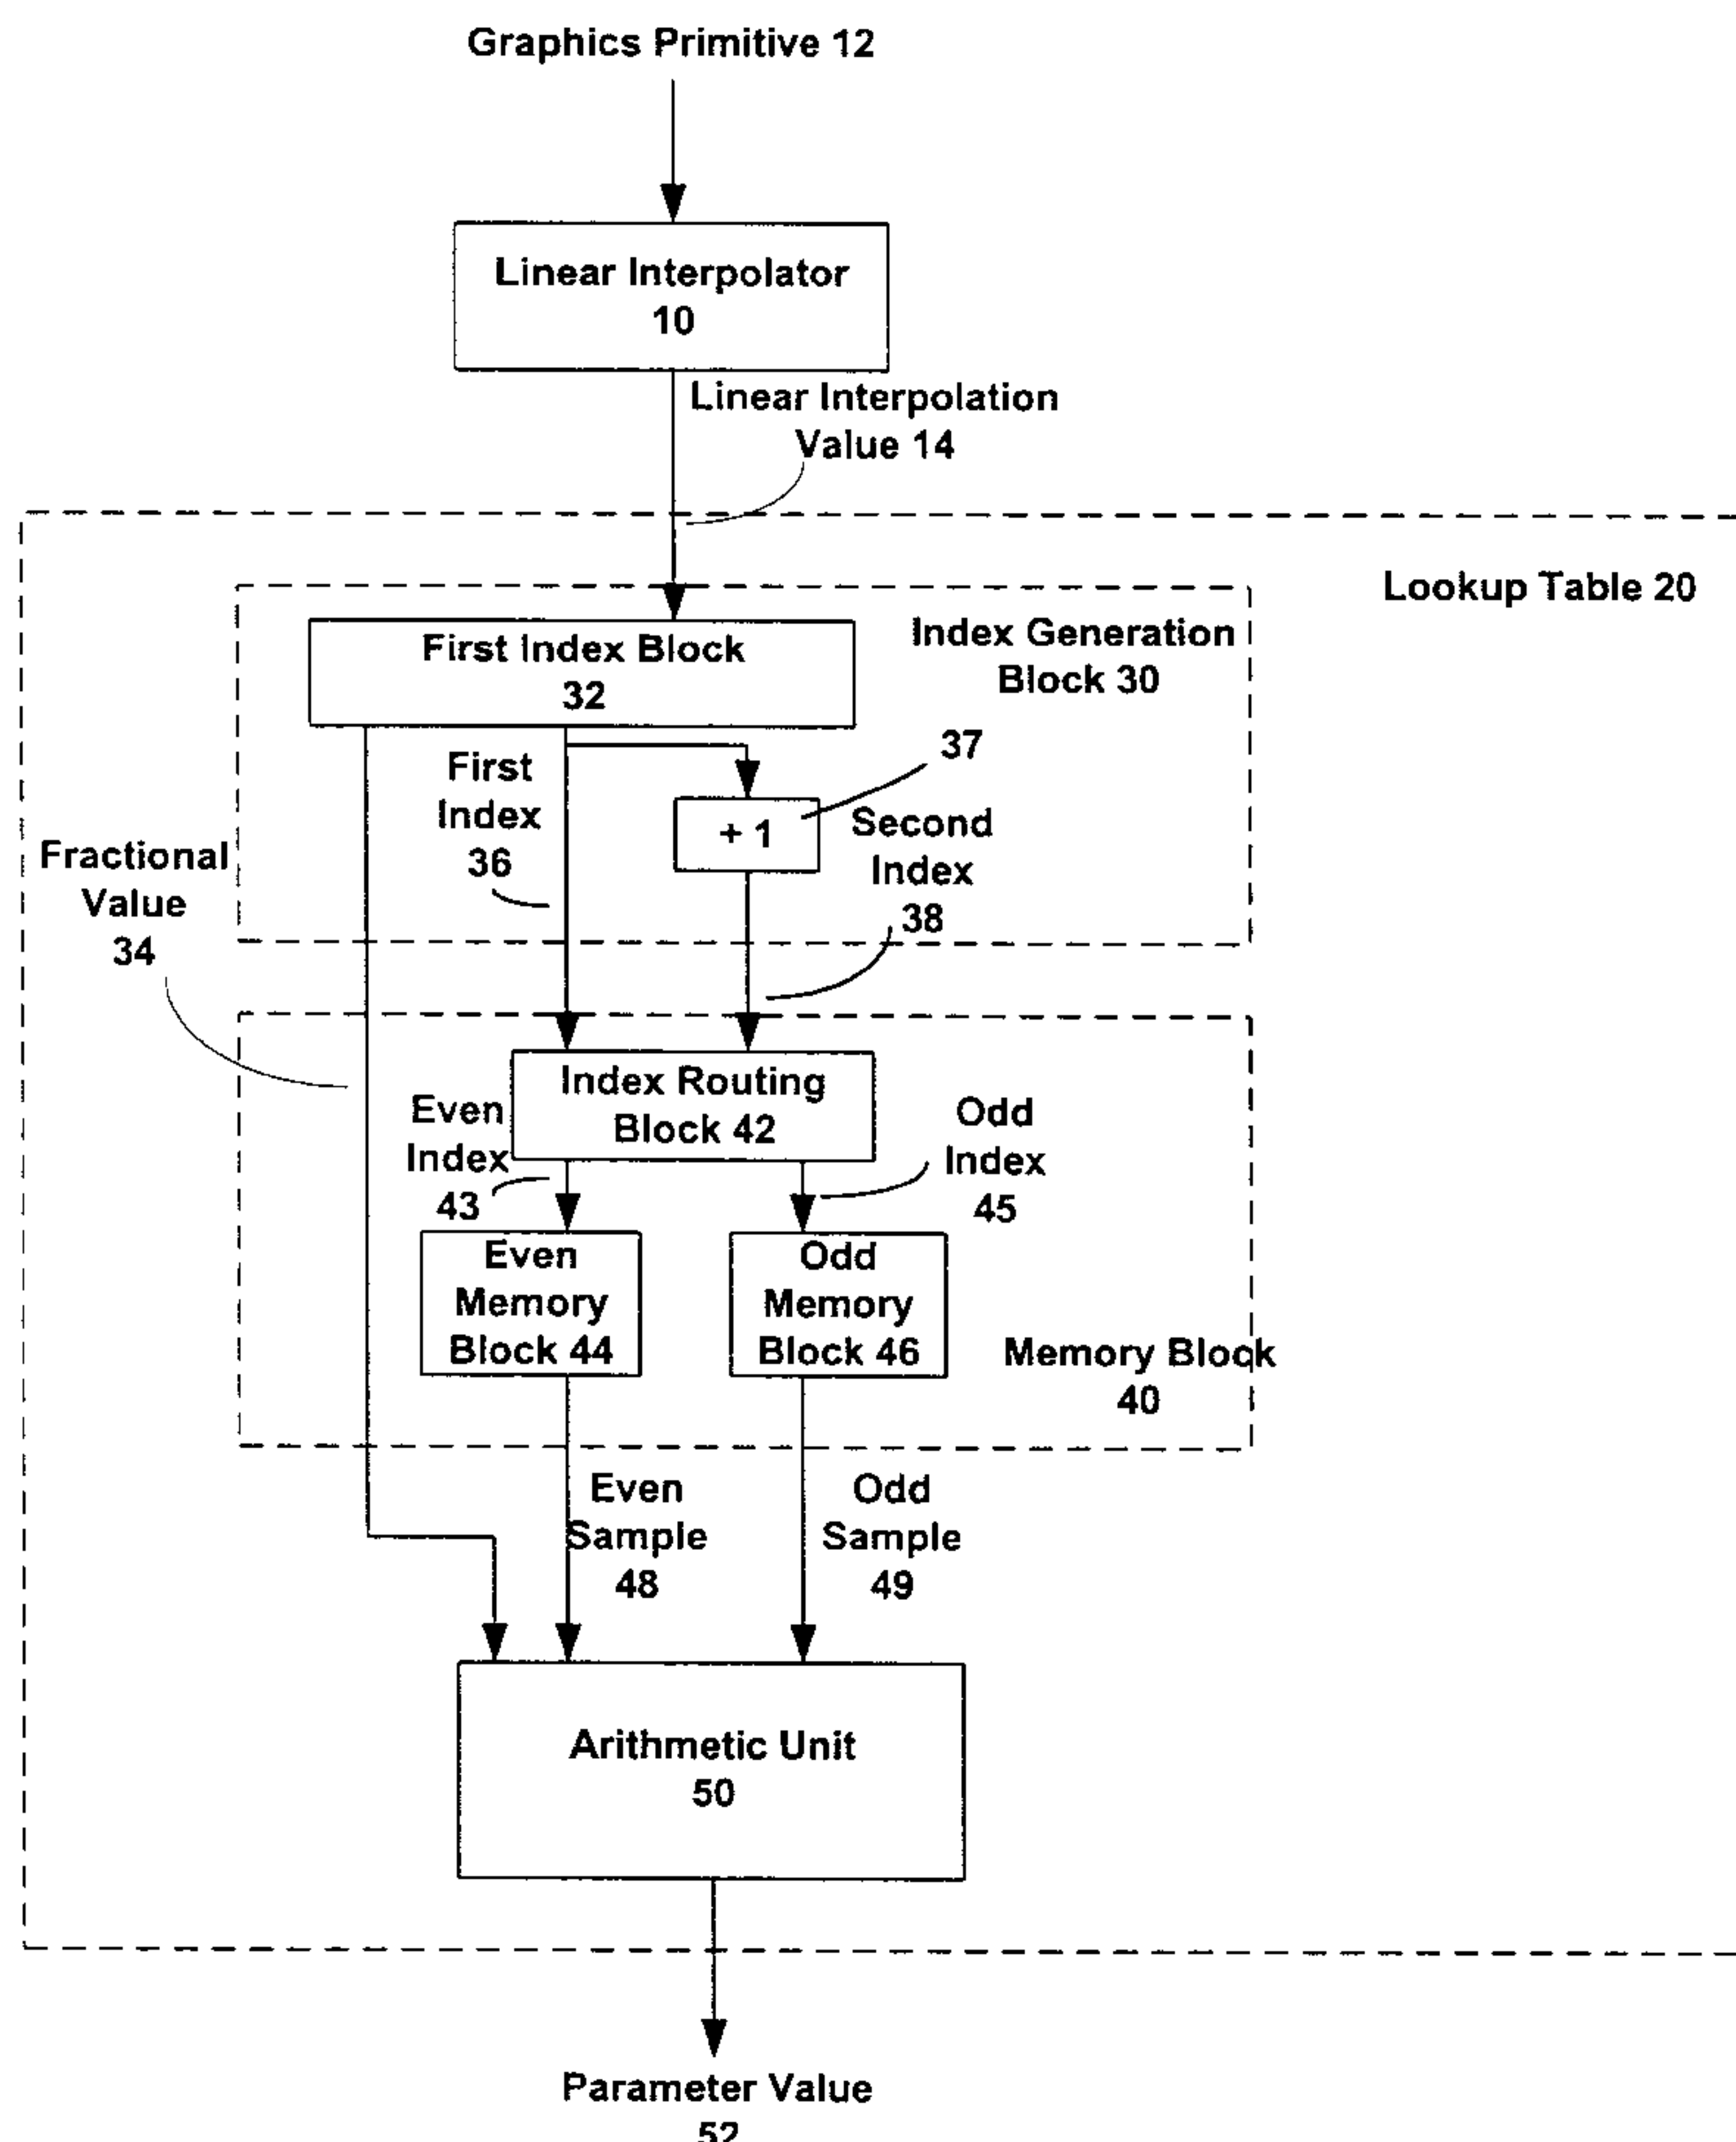 Graphics Primitive 12
Linear Interpolator
10
Linear Interpolation
Value 14
Lookup Table 20
Index Generation
Block 30
First Index Block
32
37
First
Index
36
+ 1
Second
Index
38
Fractional
Value
34
Index Routing
Block 42
Even
Index
43
Odd
Index
45
Even
Memory
Block 44
Odd
Memory
Block 46
Memory Block
40
Even
Sample
48
Odd
Sample
49
Arithmetic Unit
50
Parameter Value
52